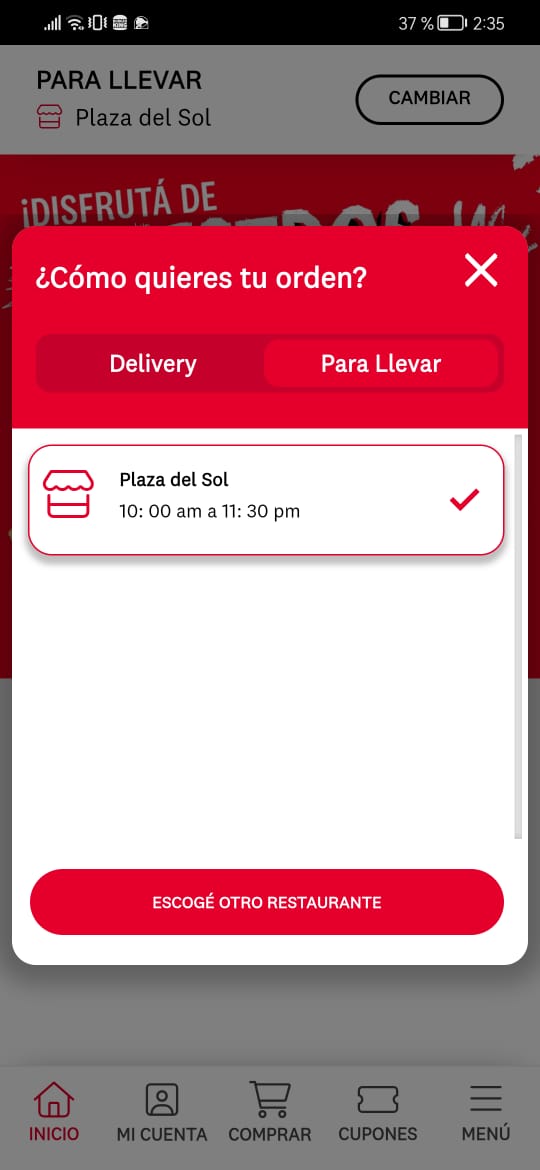 37 % 2:35
PARA LLEVAR
Plaza del Sol
CAMBIAR
¡DISFRUTÁ DE
¿Cómo quieres tu orden?
Delivery
Para Llevar
Plaza del Sol
10: 00 am a 11: 30 pm
ESCOGÉ OTRO RESTAURANTE
INICIO
MI CUENTA
COMPRAR
CUPONES
MENÚ